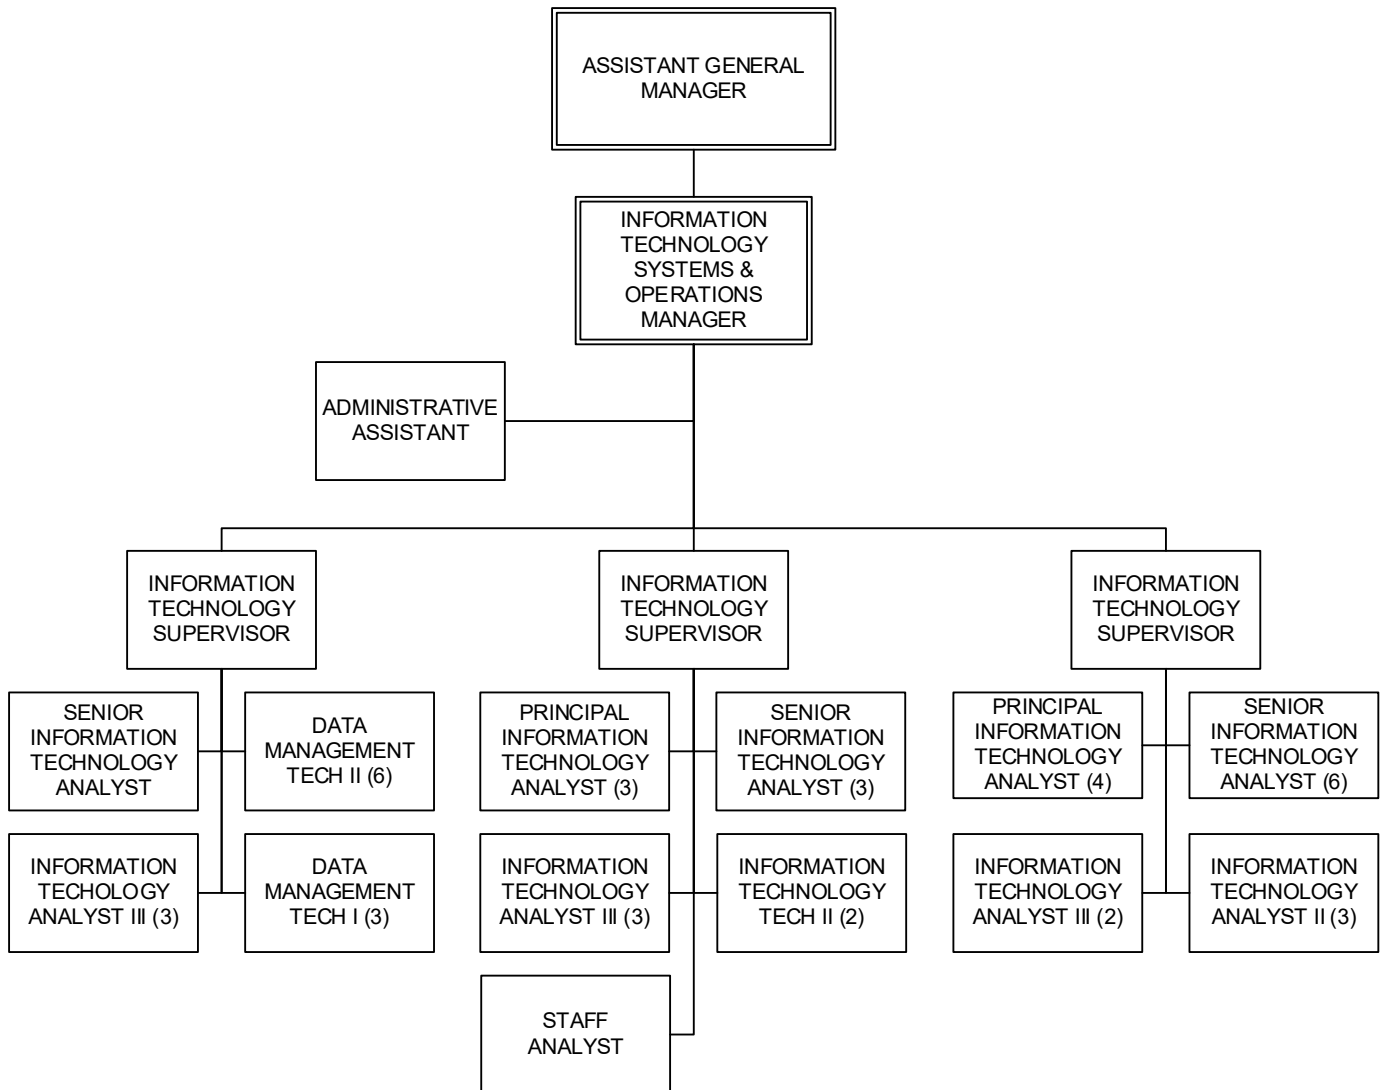 ASSISTANT GENERAL
MANAGER
INFORMATION
TECHNOLOGY
SYSTEMS &
OPERATIONS
MANAGER
ADMINISTRATIVE
ASSISTANT
INFORMATION
TECHNOLOGY
SUPERVISOR
INFORMATION
TECHNOLOGY
SUPERVISOR
INFORMATION
TECHNOLOGY
SUPERVISOR
SENIOR
INFORMATION
TECHNOLOGY
ANALYST
DATA
MANAGEMENT
TECH II (6)
PRINCIPAL
INFORMATION
TECHNOLOGY
ANALYST (3)
SENIOR
INFORMATION
TECHNOLOGY
ANALYST (3)
PRINCIPAL
INFORMATION
TECHNOLOGY
ANALYST (4)
SENIOR
INFORMATION
TECHNOLOGY
ANALYST (6)
INFORMATION
TECHOLOGY
ANALYST III (3)
DATA
MANAGEMENT
TECH I (3)
INFORMATION
TECHNOLOGY
ANALYST III (3)
INFORMATION
TECHNOLOGY
TECH II (2)
INFORMATION
TECHNOLOGY
ANALYST III (2)
INFORMATION
TECHNOLOGY
ANALYST II (3)
STAFF
ANALYST